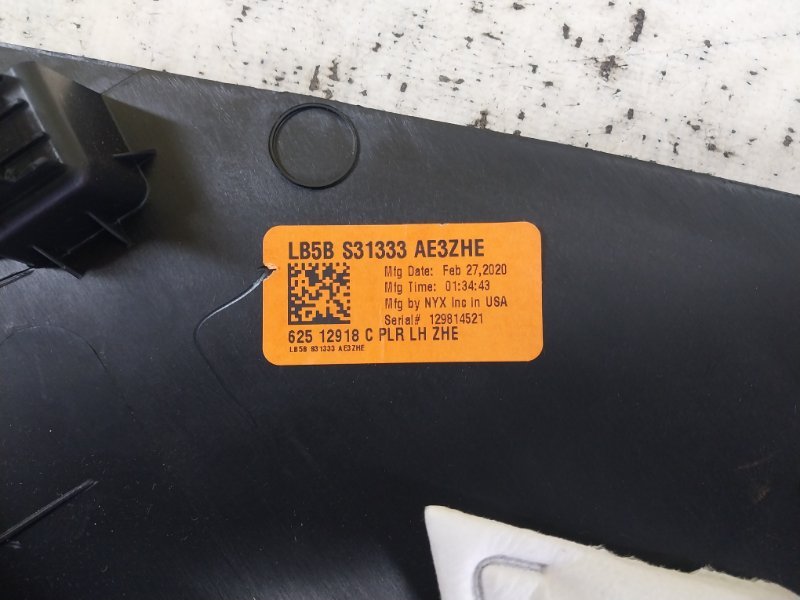 LB5B S31333 AE3ZHE
Mfg Date: Feb 27,2020
Mfg Time: 01:34:43
Mfg by NYX Inc in USA
Serial# 129814521
625 12918 C PLR LH ZHE
LB5B S31333 AE3ZHE